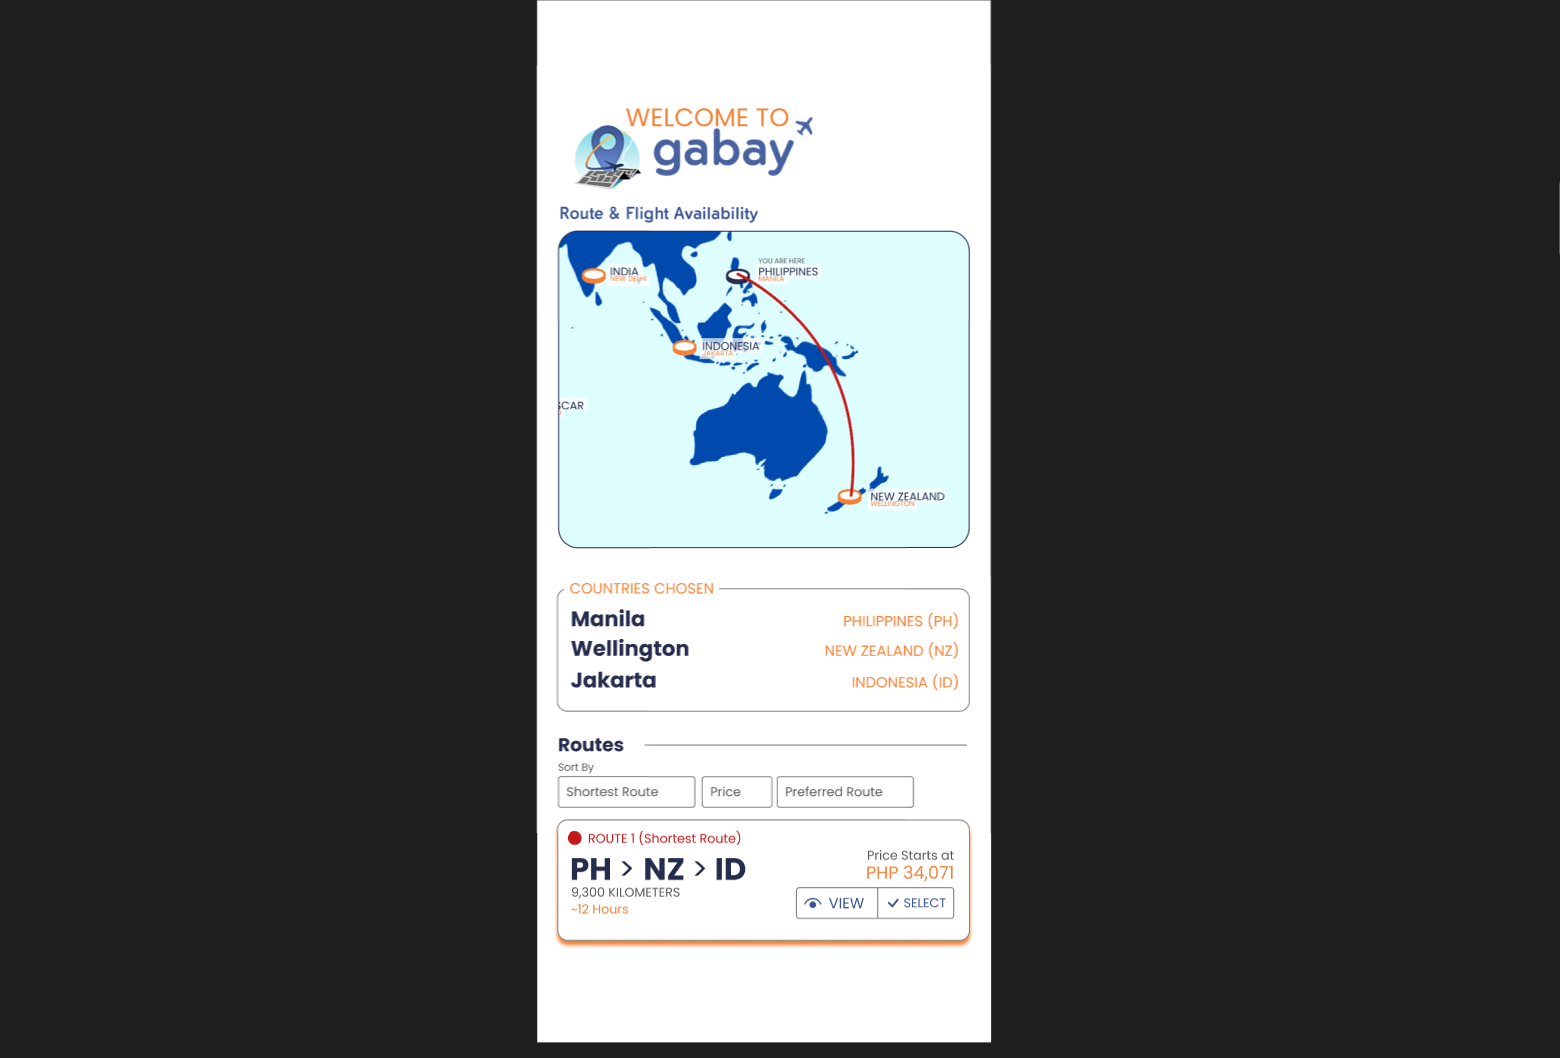 WELCOME TO
gabay
Route & Flight Availability
INDIA
NEW DELHI
YOU ARE HERE
PHILIPPINES
MANILA
INDONESIA
JAKARTA
SCAR
NEW ZEALAND
WELLINGTON
COUNTRIES CHOSEN
Manila PHILIPPINES (PH)
Wellington NEW ZEALAND (NZ)
Jakarta INDONESIA (ID)
Routes
Sort By
Shortest Route Price Preferred Route
ROUTE 1 (Shortest Route)
PH > NZ > ID
9,300 KILOMETERS
~12 Hours
Price Starts at
PHP 34,071
VIEW SELECT